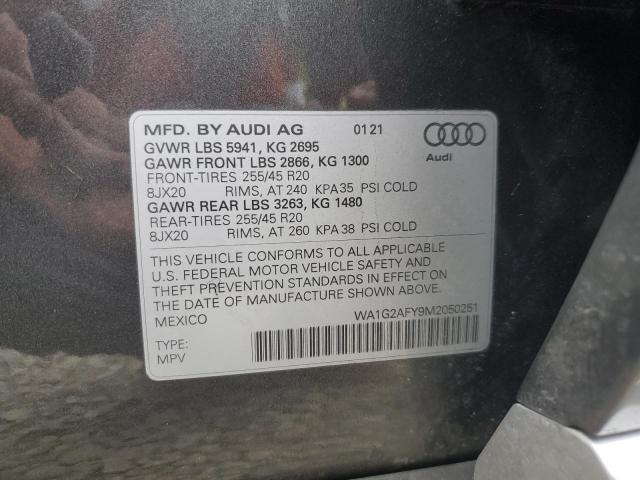 MFD. BY AUDI AG 01 21
GVWR LBS 5941, KG 2695
GAWR FRONT LBS 2866, KG 1300
FRONT-TIRES 255/45 R20
8JX20 RIMS, AT 240 KPA35 PSI COLD
GAWR REAR LBS 3263, KG 1480
REAR-TIRES 255/45 R20
8JX20 RIMS, AT 260 KPA38 PSI COLD
Audi
THIS VEHICLE CONFORMS TO ALL APPLICABLE
U.S. FEDERAL MOTOR VEHICLE SAFETY AND
THEFT PREVENTION STANDARDS IN EFFECT ON
THE DATE OF MANUFACTURE SHOWN ABOVE.
MEXICO WA1G2AFY9M2050251
TYPE:
MPV